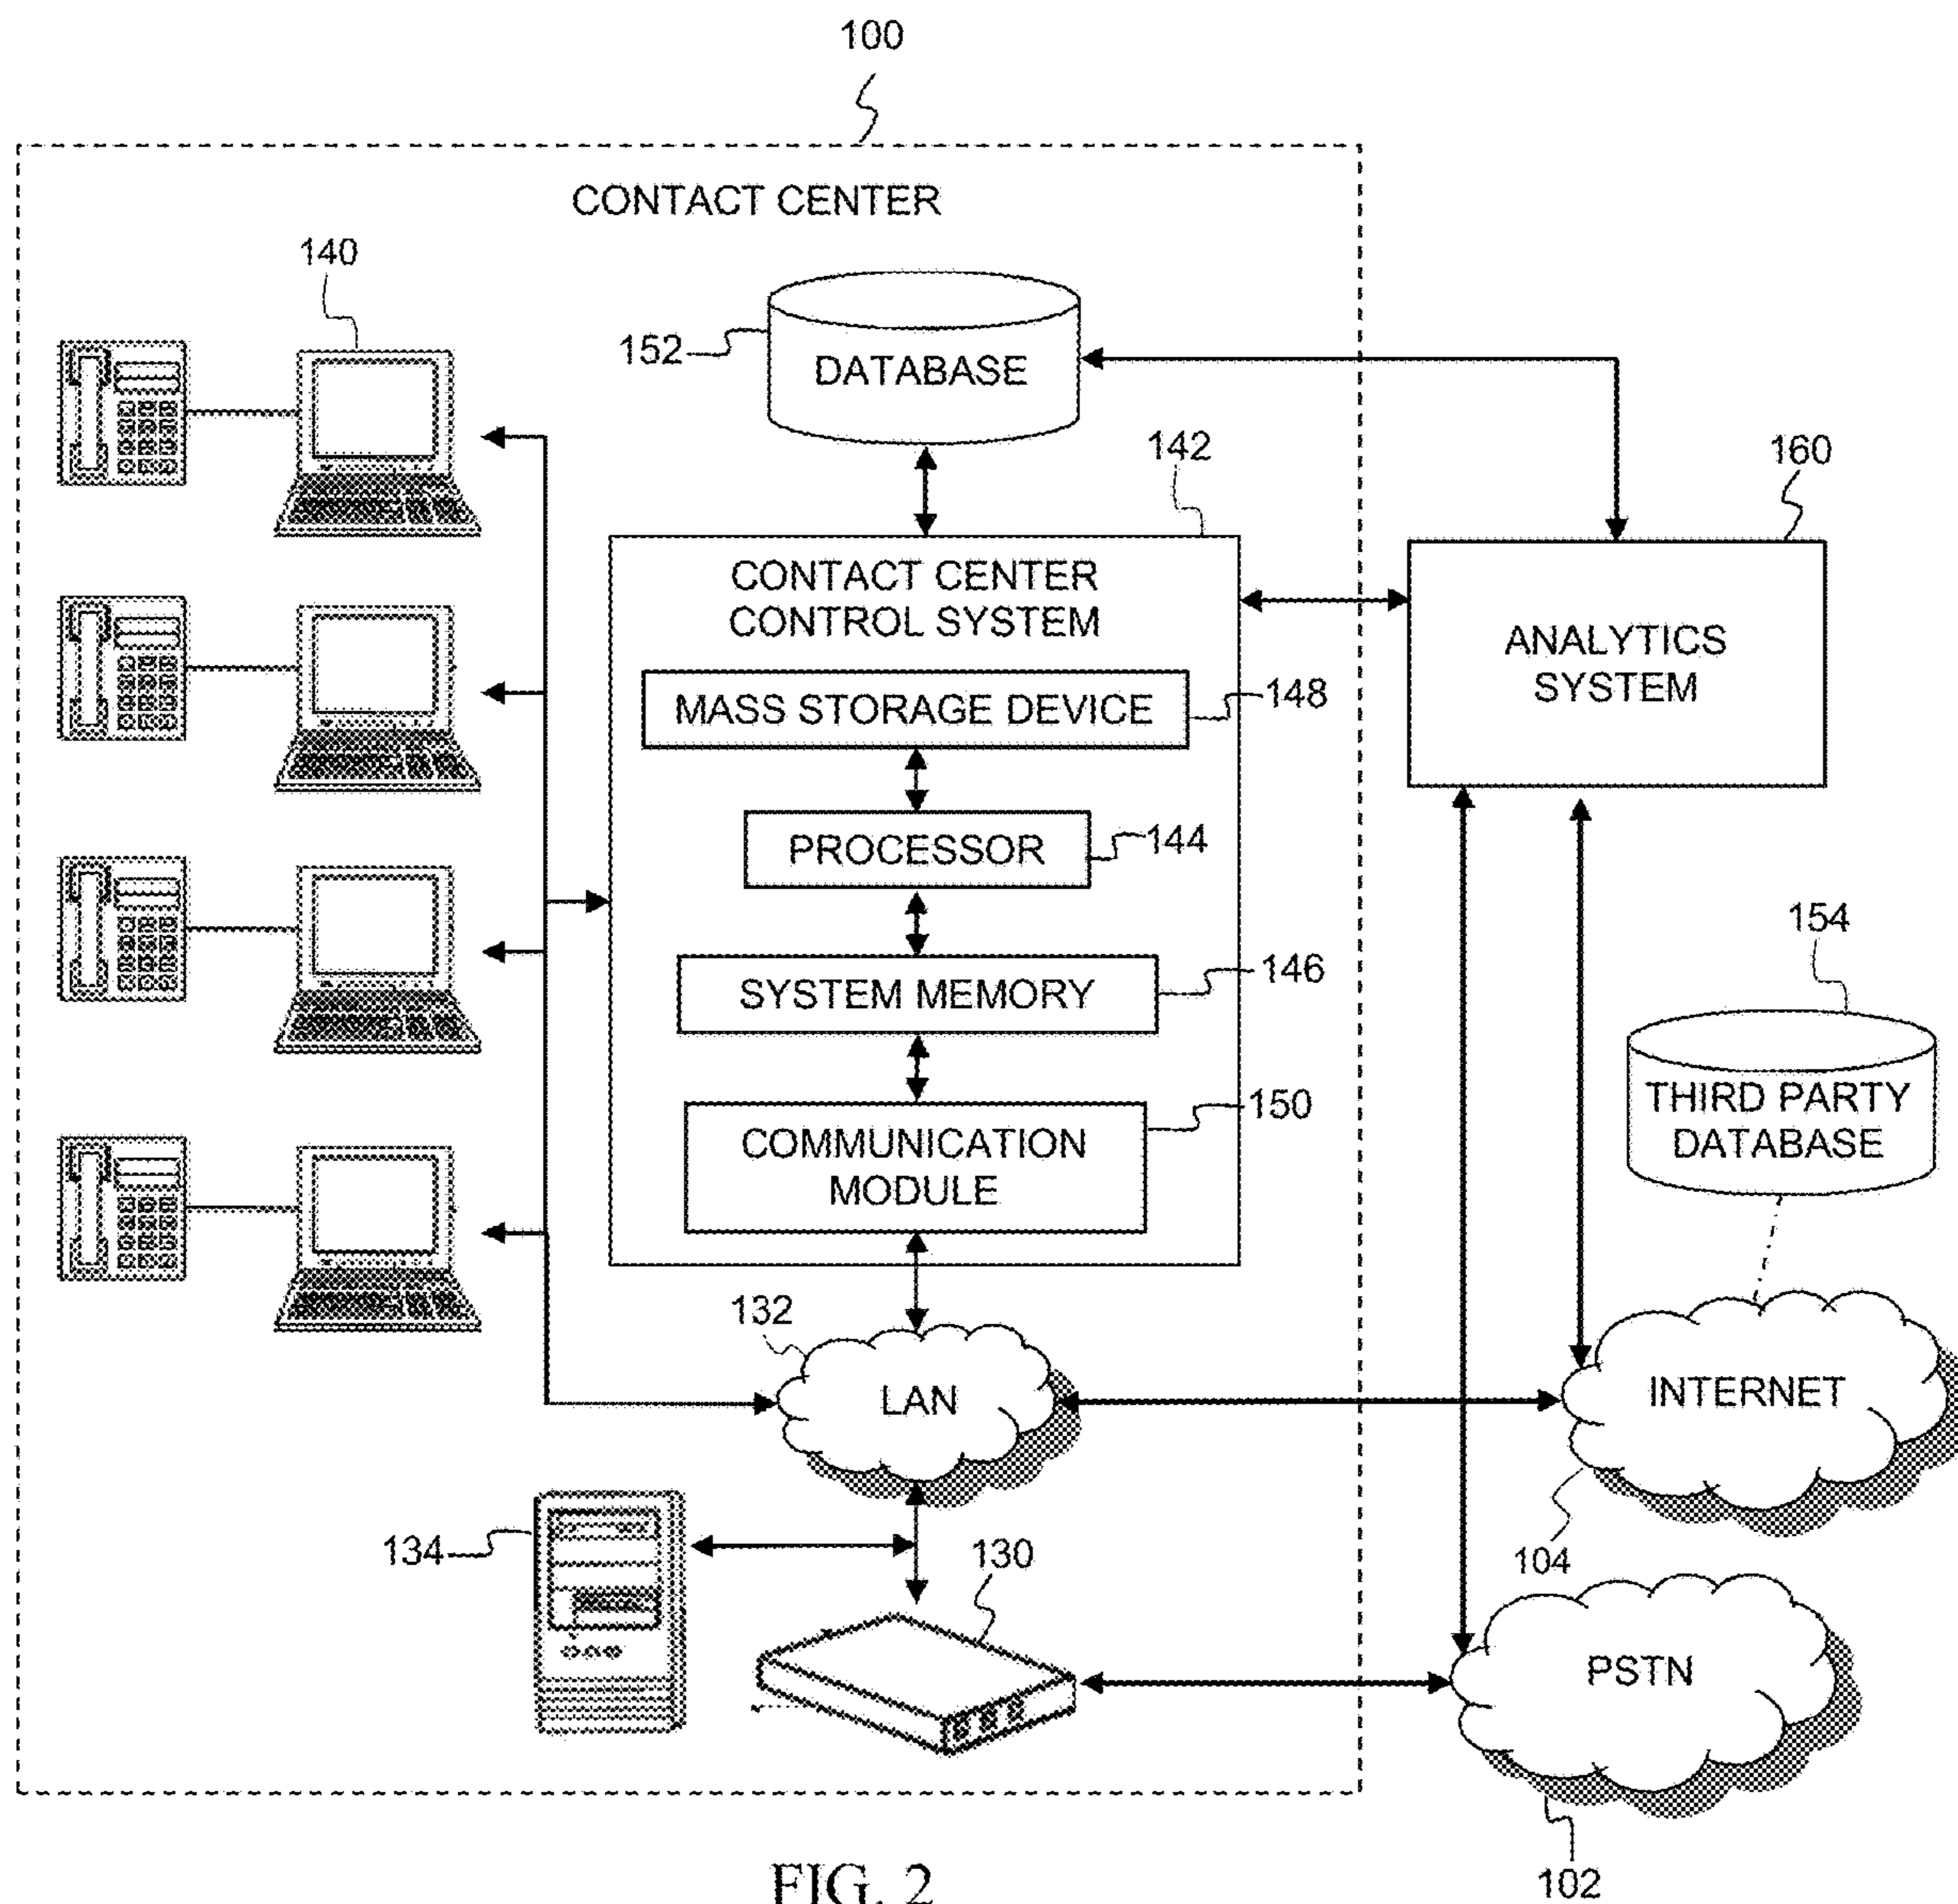 100
CONTACT CENTER
140
152
DATABASE
142
160
CONTACT CENTER
CONTROL SYSTEM
ANALYTICS
SYSTEM
MASS STORAGE DEVICE
148
PROCESSOR
144
154
SYSTEM MEMORY
146
THIRD PARTY
DATABASE
COMMUNICATION
MODULE
150
132
LAN
INTERNET
134
130
104
PSTN
102
FIG. 2